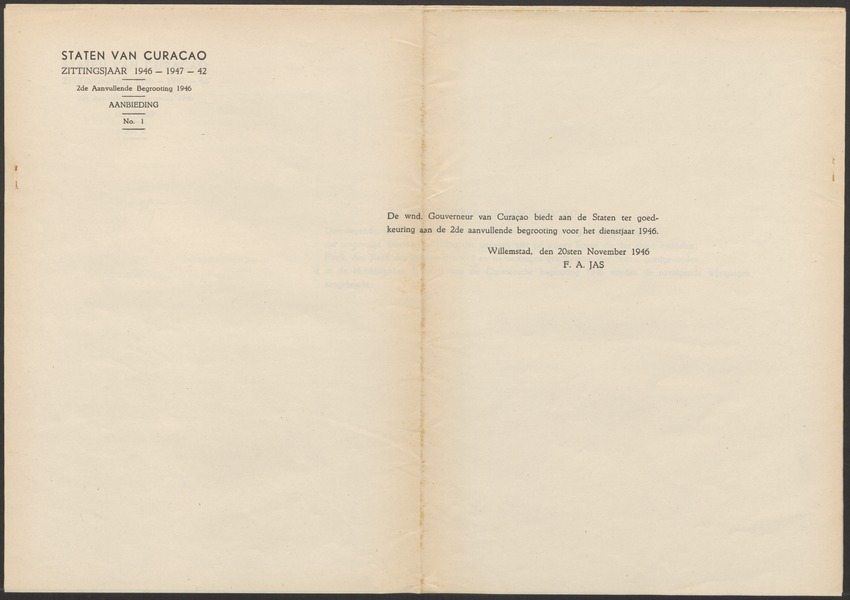 STATEN VAN CURACAO
ZITTINGSJAAR 1946 — 1947 — 42
2de Aanvullende Begrooting 1946
AANBIEDING
No. 1
De wnd. Gouverneur van Curaçao biedt aan de Staten ter goed-
keuring aan de 2de aanvullende begrooting voor het dienstjaar 1946.
Willemstad, den 20sten November 1946
F. A. JAS